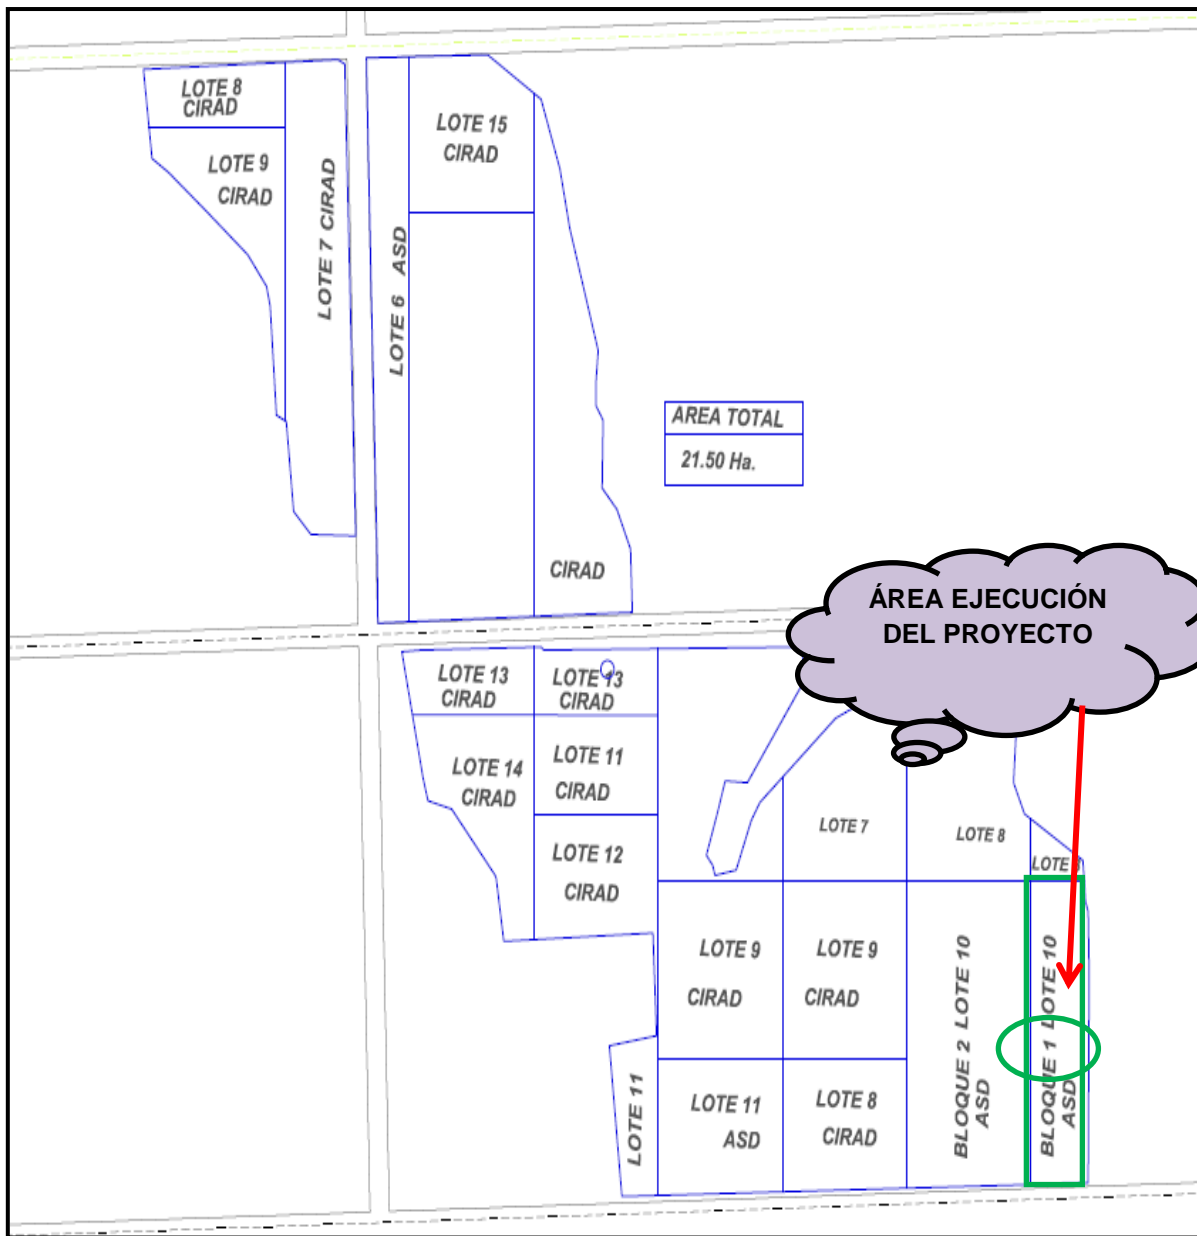 LOTE 8
CIRAD
LOTE 9
CIRAD
LOTE 7 CIRAD
LOTE 6 ASD
LOTE 15
CIRAD
CIRAD
AREA TOTAL
21.50 Ha.
ÁREA EJECUCIÓN
DEL PROYECTO
LOTE 13
CIRAD
LOTE 13
CIRAD
LOTE 14
CIRAD
LOTE 11
CIRAD
LOTE 12
CIRAD
LOTE 7
LOTE 8
LOTE
LOTE 9
CIRAD
LOTE 9
CIRAD
BLOQUE 2 LOTE 10
ASD
BLOQUE 1 LOTE 10
ASD
LOTE 11
LOTE 11
ASD
LOTE 8
CIRAD